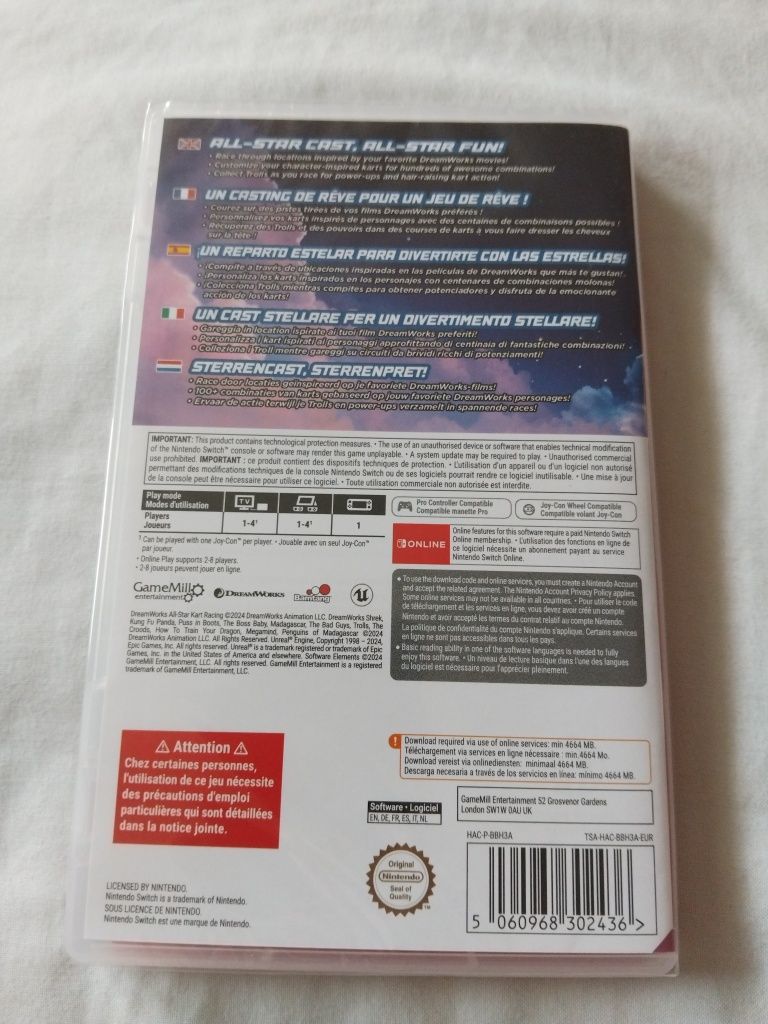 ALL-STAR CAST, ALL-STAR FUN!
• Race through locations inspired by your favorite DreamWorks movies!
• Customize your character-inspired karts for hundreds of awesome combinations!
• Collect Trolls as you race for power-ups and hair-raising kart action!
UN CASTING DE RÊVE POUR UN JEU DE RÊVE !
• Courez sur des pistes tirées de vos films DreamWorks préférés !
• Personnalisez vos karts inspirés de personnages avec des centaines de combinaisons possibles !
• Récupérez des Trolls et des pouvoirs dans des courses de karts à vous faire dresser les cheveux
sur la tête !
¡UN REPARTO ESTELAR PARA DIVERTIRTE CON LAS ESTRELLAS!
• ¡Compite a través de ubicaciones inspiradas en las películas de DreamWorks que más te gustan!
• ¡Personaliza los karts inspirados en los personajes con centenares de combinaciones molonas!
• ¡Colecciona Trolls mientras compites para obtener potenciadores y disfruta de la emocionante
acción de los karts!
UN CAST STELLARE PER UN DIVERTIMENTO STELLARE!
• Gareggia in location ispirate ai tuoi film DreamWorks preferiti!
• Personalizza i kart ispirati ai personaggi approfittando di centinaia di fantastiche combinazioni!
• Colleziona i Troll mentre gareggi su circuiti da brividi ricchi di potenziamenti!
STERRENCAST, STERRENPRET!
• Race door locaties geïnspireerd op je favoriete DreamWorks-films!
• 100+ combinaties van karts gebaseerd op jouw favoriete DreamWorks personages!
• Ervaar de actie terwijl je Trolls en power-ups verzamelt in spannende races!
IMPORTANT: This product contains technological protection measures. • The use of an unauthorised device or software that enables technical modification
of the Nintendo Switch™ console or software may render this game unplayable. • A system update may be required to play. • Unauthorised commercial
use prohibited. IMPORTANT : ce produit contient des dispositifs techniques de protection. • L'utilisation d'un appareil ou d'un logiciel non autorisé
permettant des modifications techniques de la console Nintendo Switch ou de ses logiciels pourrait rendre ce logiciel inutilisable. • Une mise à jour
de la console peut être nécessaire pour utiliser ce logiciel. • Toute utilisation commerciale non autorisée est interdite.
Play mode
Modes d'utilisation
TV
Players
Joueurs
1-4¹
1-4¹
1
Pro Controller Compatible
Compatible manette Pro
Joy-Con Wheel Compatible
Compatible volant Joy-Con
¹ Can be played with one Joy-Con™ per player. • Jouable avec un seul Joy-Con™
par joueur.
• Online Play supports 2-8 players.
• 2-8 joueurs peuvent jouer en ligne.
ONLINE
Online features for this software require a paid Nintendo Switch
Online membership. • L'utilisation des fonctions en ligne de
ce logiciel nécessite un abonnement payant au service
Nintendo Switch Online.
GameMill
entertainment
DREAMWORKS
Bamtang
• To use the download code and online services, you must create a Nintendo Account
and accept the related agreement. The Nintendo Account Privacy Policy applies.
Some online services may not be available in all countries. • Pour utiliser le code
de téléchargement et les services en ligne, vous devez avoir créé un compte
Nintendo et avoir accepté les termes du contrat relatif au compte Nintendo.
La politique de confidentialité du compte Nintendo s'applique. Certains services
en ligne ne sont pas accessibles dans tous les pays.
• Basic reading ability in one of the software languages is needed to fully
enjoy this software. • Un niveau de lecture basique dans l'une des langues
du logiciel est nécessaire pour l'apprécier pleinement.
DreamWorks All-Star Kart Racing ©2024 DreamWorks Animation LLC. DreamWorks Shrek,
Kung Fu Panda, Puss in Boots, The Boss Baby, Madagascar, The Bad Guys, Trolls, The
Croods, How To Train Your Dragon, Megamind, Penguins of Madagascar ©2024
DreamWorks Animation LLC. All Rights Reserved. Unreal® Engine, Copyright 1998 – 2024,
Epic Games, Inc. All rights reserved. Unreal® is a trademark or registered trademark of Epic
Games, Inc. in the United States of America and elsewhere. Software Elements ©2024
GameMill Entertainment, LLC. All rights reserved. GameMill Entertainment is a registered
trademark of GameMill Entertainment, LLC.
Attention
Chez certaines personnes,
l'utilisation de ce jeu nécessite
des précautions d'emploi
particulières qui sont détaillées
dans la notice jointe.
! Download required via use of online services: min 4664 MB.
Téléchargement via services en ligne nécessaire : min. 4664 Mo.
Download vereist via onlinediensten: minimaal 4664 MB.
Descarga necesaria a través de los servicios en línea: mínimo 4664 MB.
Software • Logiciel
EN, DE, FR, ES, IT, NL
GameMill Entertainment 52 Grosvenor Gardens
London SW1W 0AU UK
HAC-P-BBH3A
TSA-HAC-BBH3A-EUR
Original
Nintendo
Seal of
Quality
™
5 060968 302436 >
LICENSED BY NINTENDO.
Nintendo Switch is a trademark of Nintendo.
SOUS LICENCE DE NINTENDO.
Nintendo Switch est une marque de Nintendo.